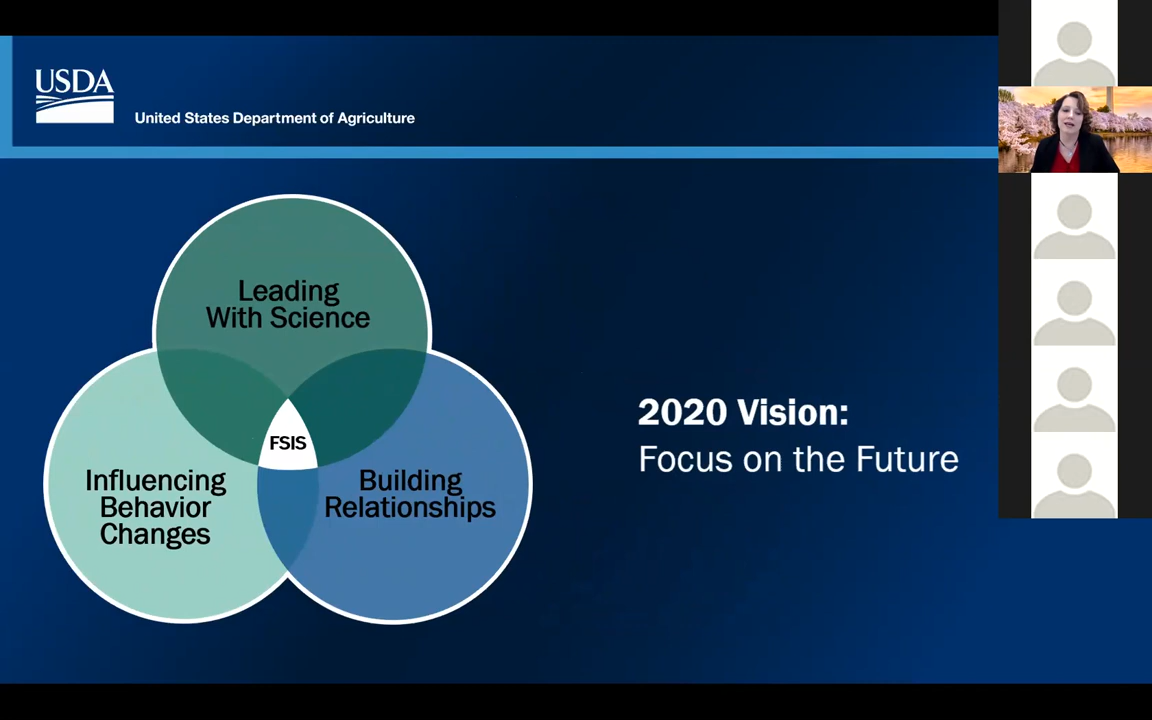 USDA
United States Department of Agriculture
Leading
With Science
FSIS
Influencing
Behavior
Changes
Building
Relationships
2020 Vision:
Focus on the Future